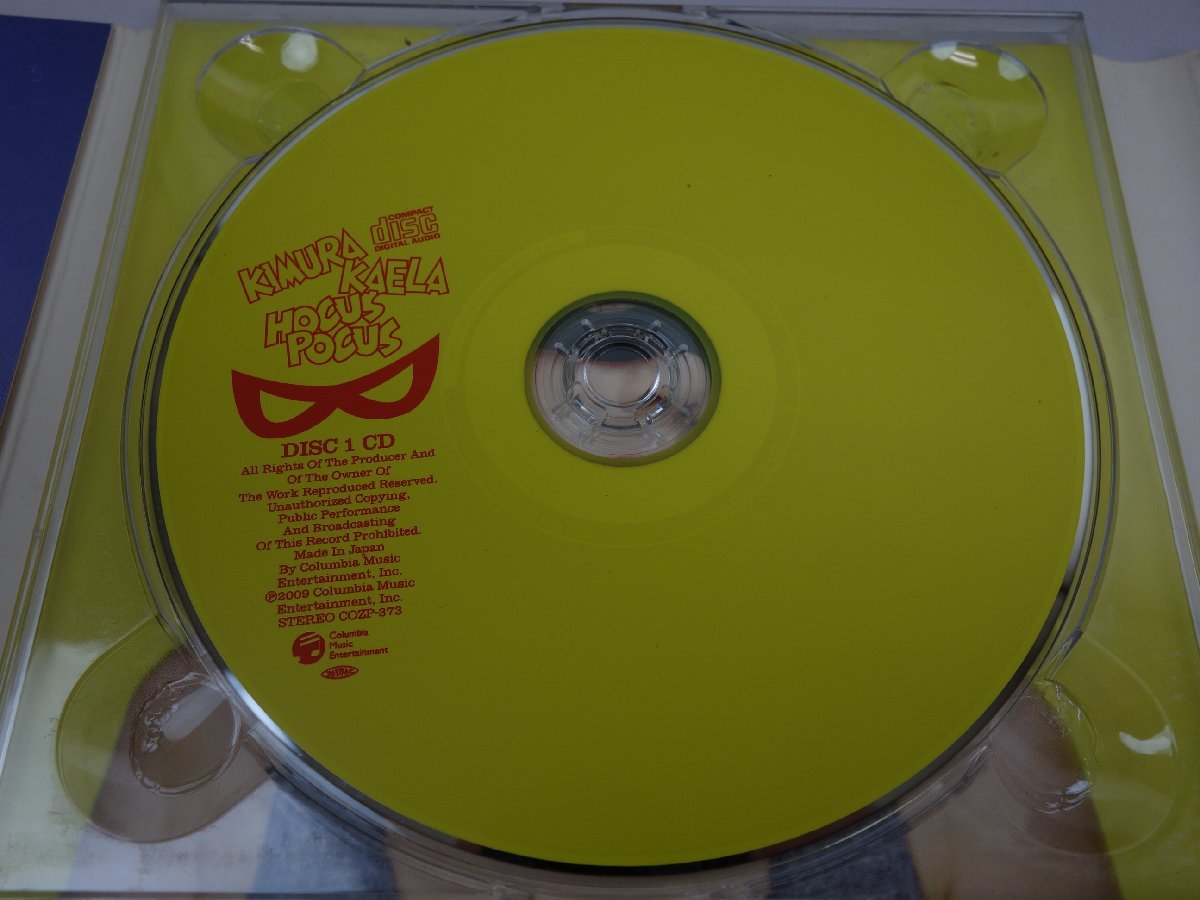 COMPACT
disc
DIGITAL AUDIO
KIMURA
KAELA
HOCUS
POCUS
DISC 1 CD
All Rights Of The Producer And
Of The Owner Of
The Work Reproduced Reserved.
Unauthorized Copying,
Public Performance
And Broadcasting
Of This Record Prohibited.
Made In Japan
By Columbia Music
Entertainment, Inc.
℗2009 Columbia Music
Entertainment, Inc.
STEREO COZP-373
Columbia
Music
Entertainment